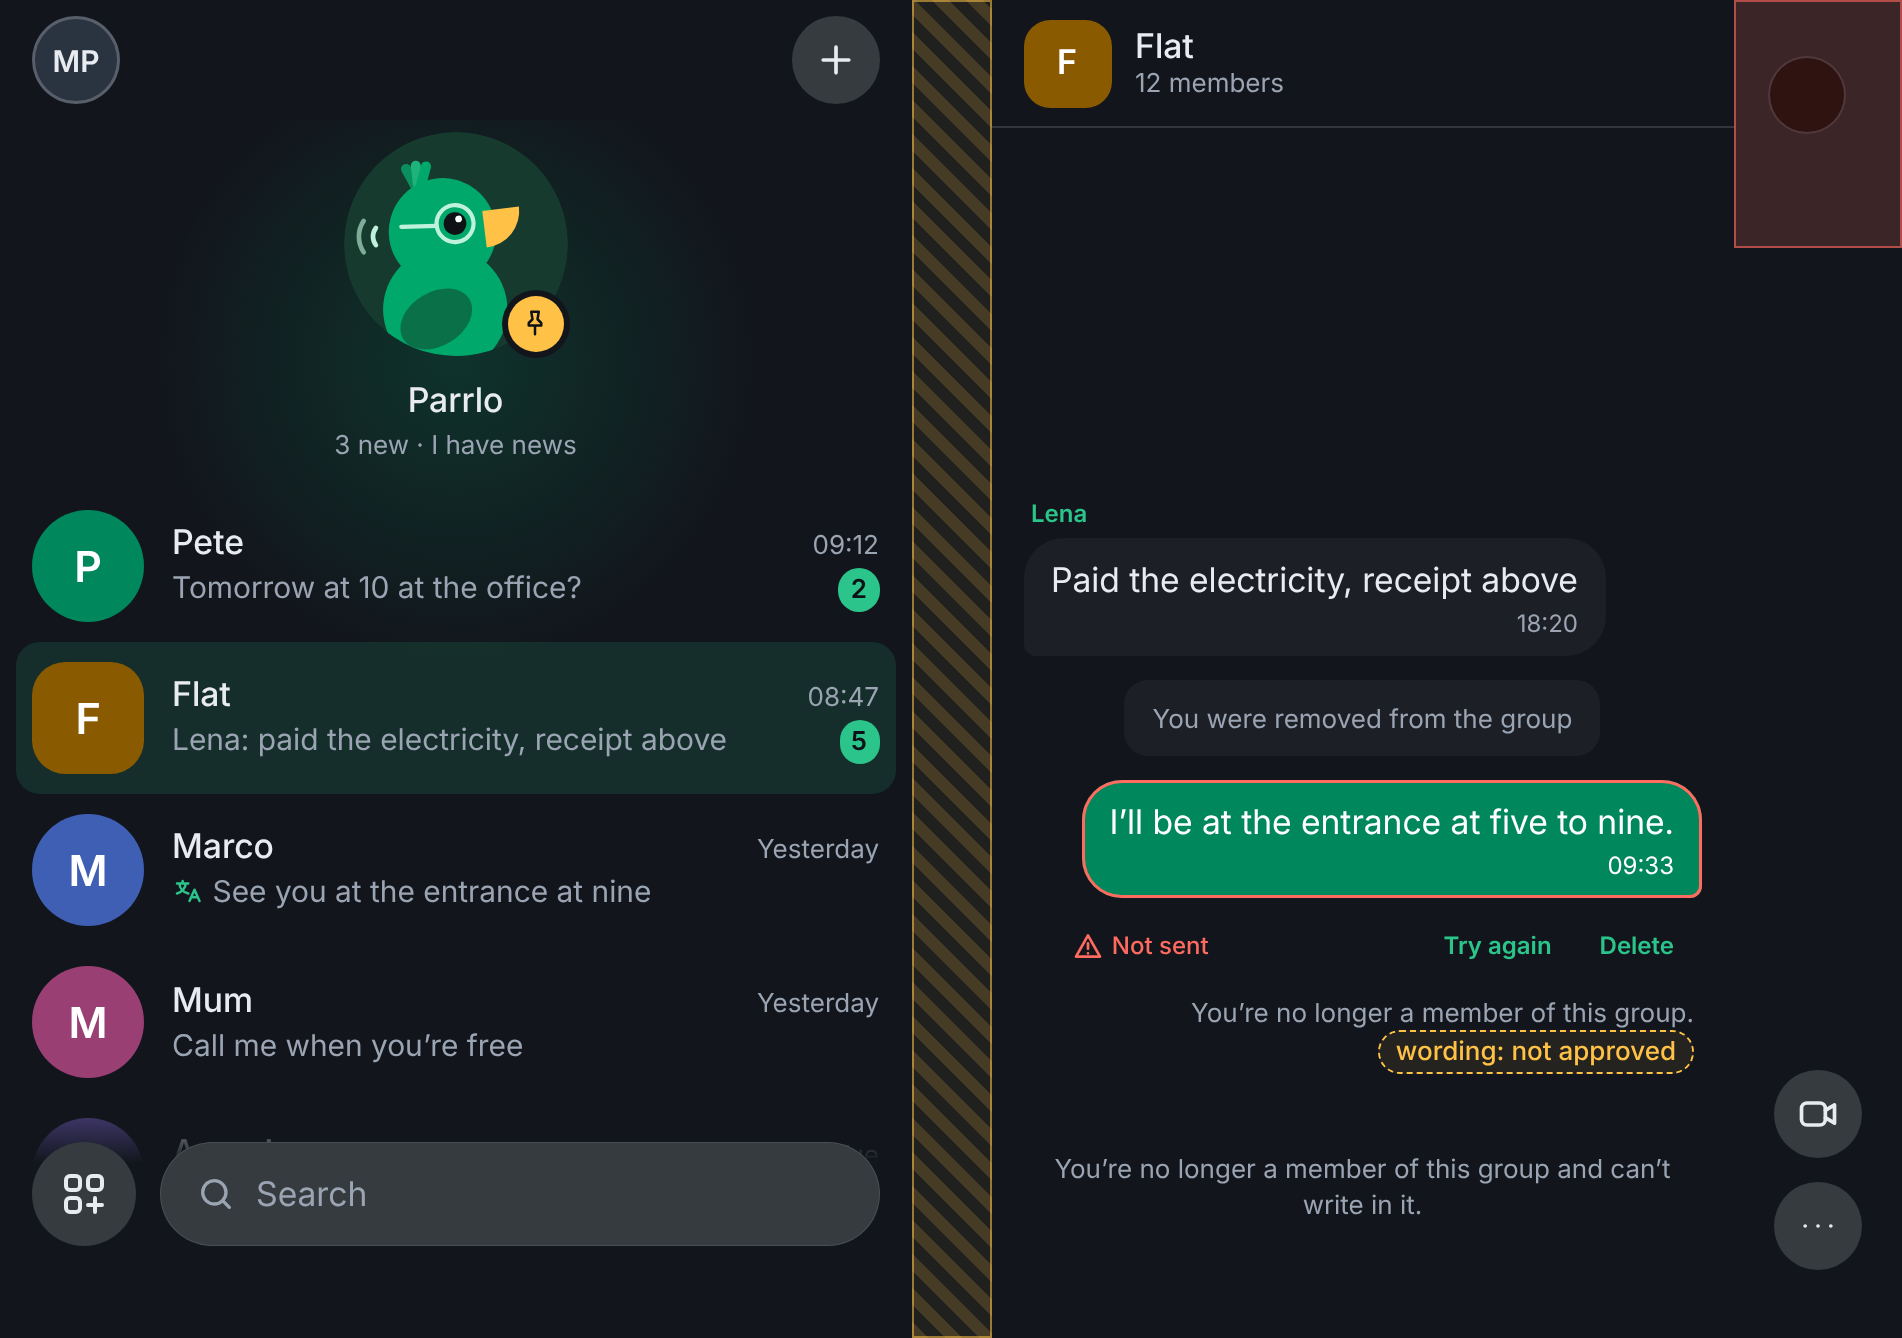 MP
Parrlo
3 new · I have news
P
Pete
09:12
Tomorrow at 10 at the office?
2
F
Flat
08:47
Lena: paid the electricity, receipt above
5
M
Marco
Yesterday
See you at the entrance at nine
M
Mum
Yesterday
Call me when you’re free
Search
F
Flat
12 members
Lena
Paid the electricity, receipt above
18:20
You were removed from the group
I’ll be at the entrance at five to nine.
09:33
Not sent
Try again
Delete
You’re no longer a member of this group.
wording: not approved
You’re no longer a member of this group and can’t
write in it.